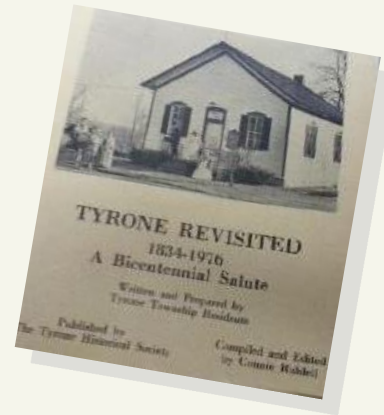 TYRONE REVISITED
1834-1976
A Bicentennial Salute
Written and Prepared by
Tyrone Township Residents
Published by
The Tyrone Historical Society
Compiled and Edited
by Connie